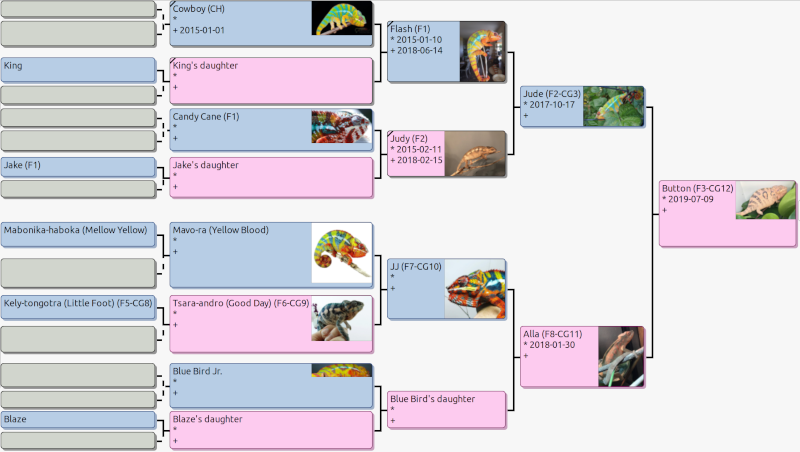 King
Jake (F1)
Mabonika-haboka (Mellow Yellow)
Kely-tongotra (Little Foot) (F5-CG8)
Blaze
Cowboy (CH)
*
+ 2015-01-01
King's daughter
*
+
Candy Cane (F1)
*
+
Jake's daughter
*
+
Mavo-ra (Yellow Blood)
*
+
Tsara-andro (Good Day) (F6-CG9)
*
+
Blue Bird Jr.
*
+
Blaze's daughter
*
+
Flash (F1)
* 2015-01-10
+ 2018-06-14
Judy (F2)
* 2015-02-11
+ 2018-02-15
JJ (F7-CG10)
*
+
Blue Bird's daughter
*
+
Jude (F2-CG3)
* 2017-10-17
+
Alla (F8-CG11)
* 2018-01-30
+
Button (F3-CG12)
* 2019-07-09
+